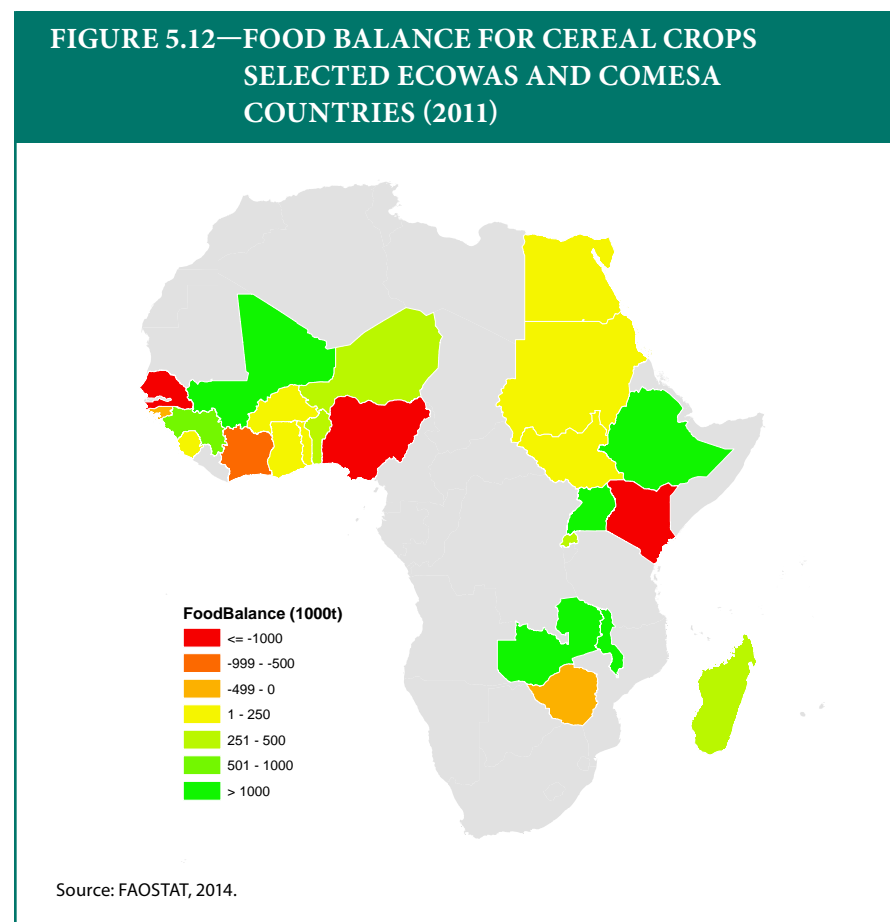 FIGURE 5.12—FOOD BALANCE FOR CEREAL CROPS
SELECTED ECOWAS AND COMESA
COUNTRIES (2011)
FoodBalance (1000t)
<= -1000
-999 - -500
-499 - 0
1 - 250
251 - 500
501 - 1000
> 1000
Source: FAOSTAT, 2014.